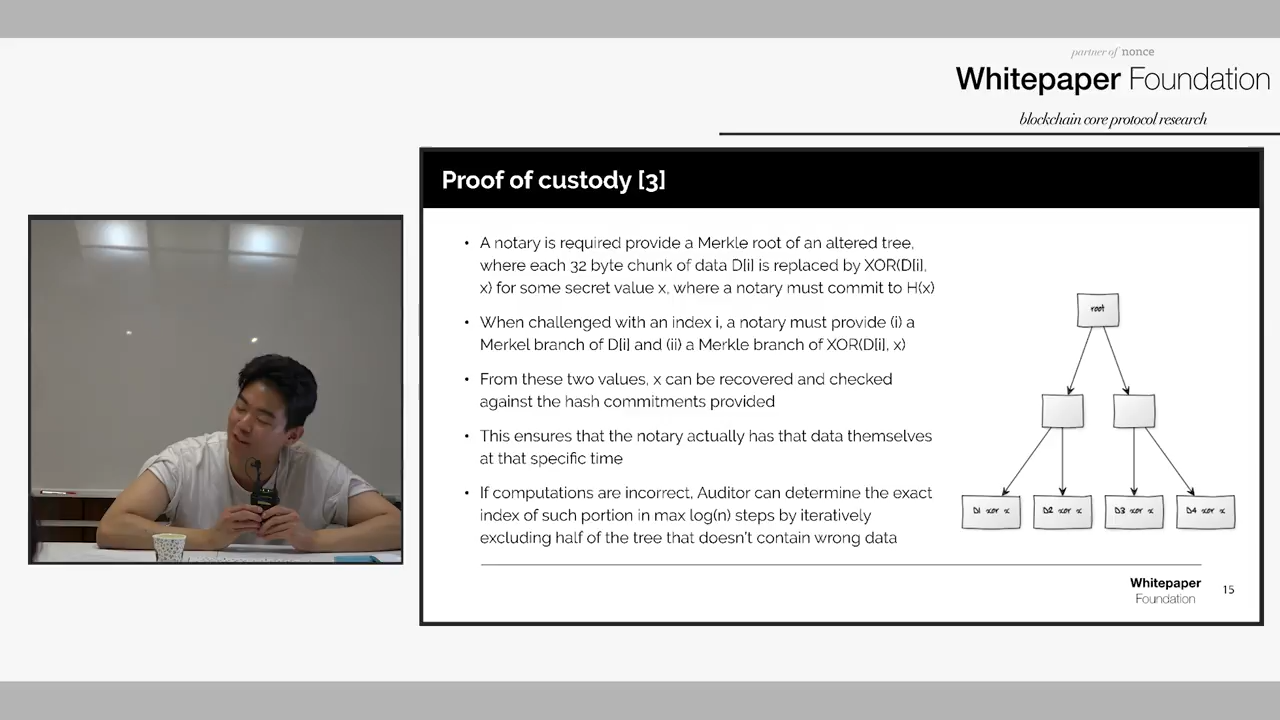 partner of nonce
Whitepaper Foundation
blockchain core protocol research
Proof of custody [3]
• A notary is required provide a Merkle root of an altered tree,
where each 32 byte chunk of data D[i] is replaced by XOR(D[i],
x) for some secret value x, where a notary must commit to H(x)
• When challenged with an index i, a notary must provide (i) a
Merkel branch of D[i] and (ii) a Merkle branch of XOR(D[i], x)
• From these two values, x can be recovered and checked
against the hash commitments provided
• This ensures that the notary actually has that data themselves
at that specific time
• If computations are incorrect, Auditor can determine the exact
index of such portion in max log(n) steps by iteratively
excluding half of the tree that doesn't contain wrong data
root
D1 xor x
D2 xor x
D3 xor x
D4 xor x
Whitepaper
Foundation
15